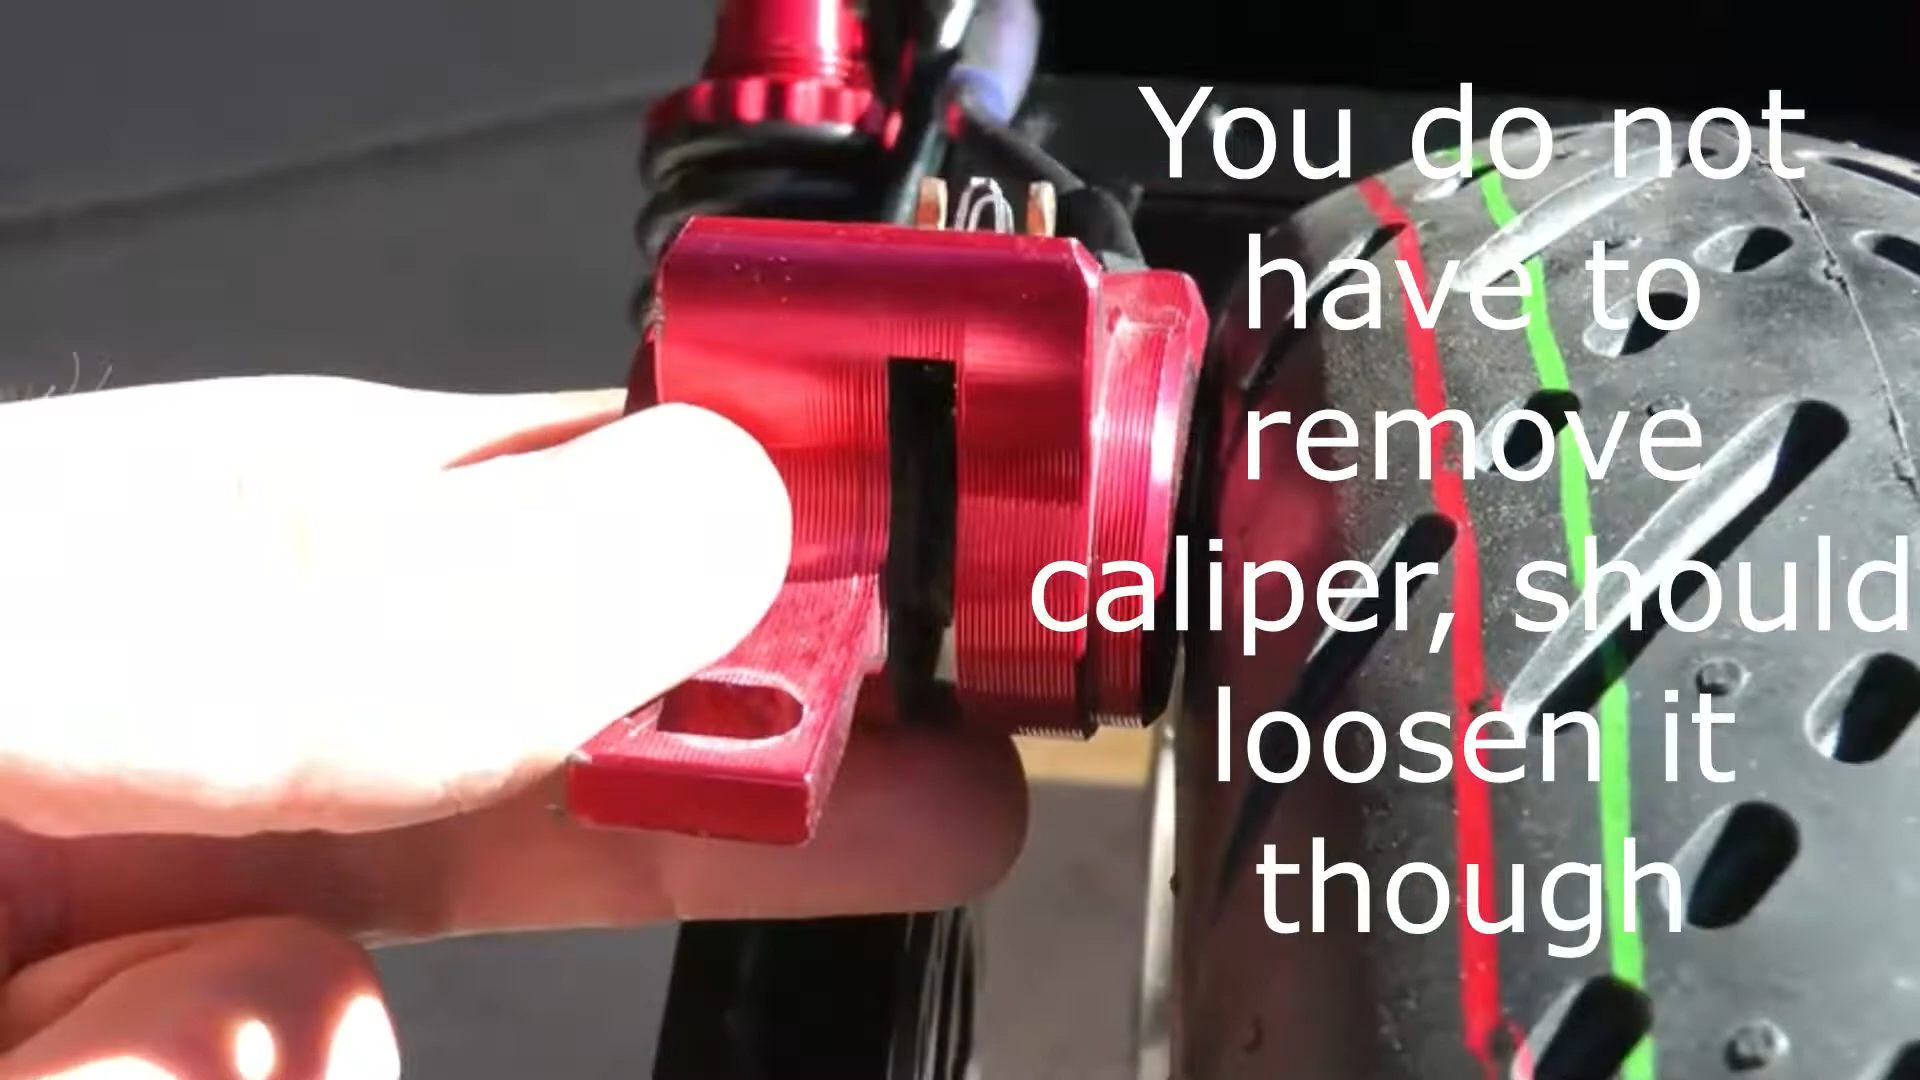 You do not
have to
remove
caliper, should
loosen it
though